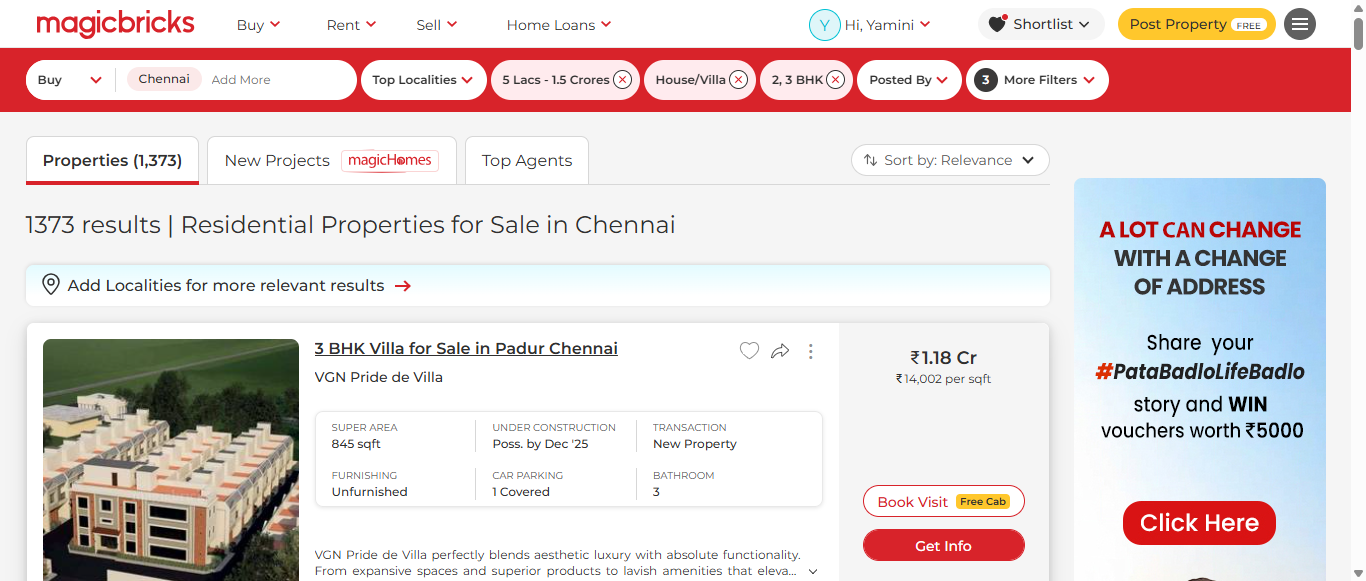 magicbricks
Buy
Rent
Sell
Home Loans
Y Hi, Yamini
Shortlist
Post Property FREE
Buy
Chennai Add More
Top Localities
5 Lacs - 1.5 Crores
House/Villa
2, 3 BHK
Posted By
3 More Filters
Properties (1,373)
New Projects magicHomes
Top Agents
Sort by: Relevance
1373 results | Residential Properties for Sale in Chennai
Add Localities for more relevant results
3 BHK Villa for Sale in Padur Chennai
VGN Pride de Villa
SUPER AREA
845 sqft
UNDER CONSTRUCTION
Poss. by Dec '25
TRANSACTION
New Property
FURNISHING
Unfurnished
CAR PARKING
1 Covered
BATHROOM
3
VGN Pride de Villa perfectly blends aesthetic luxury with absolute functionality.
From expansive spaces and superior products to lavish amenities that eleva...
₹1.18 Cr
₹14,002 per sqft
Book Visit Free Cab
Get Info
A LOT CAN CHANGE
WITH A CHANGE
OF ADDRESS
Share your
#PataBadloLifeBadlo
story and WIN
vouchers worth ₹5000
Click Here